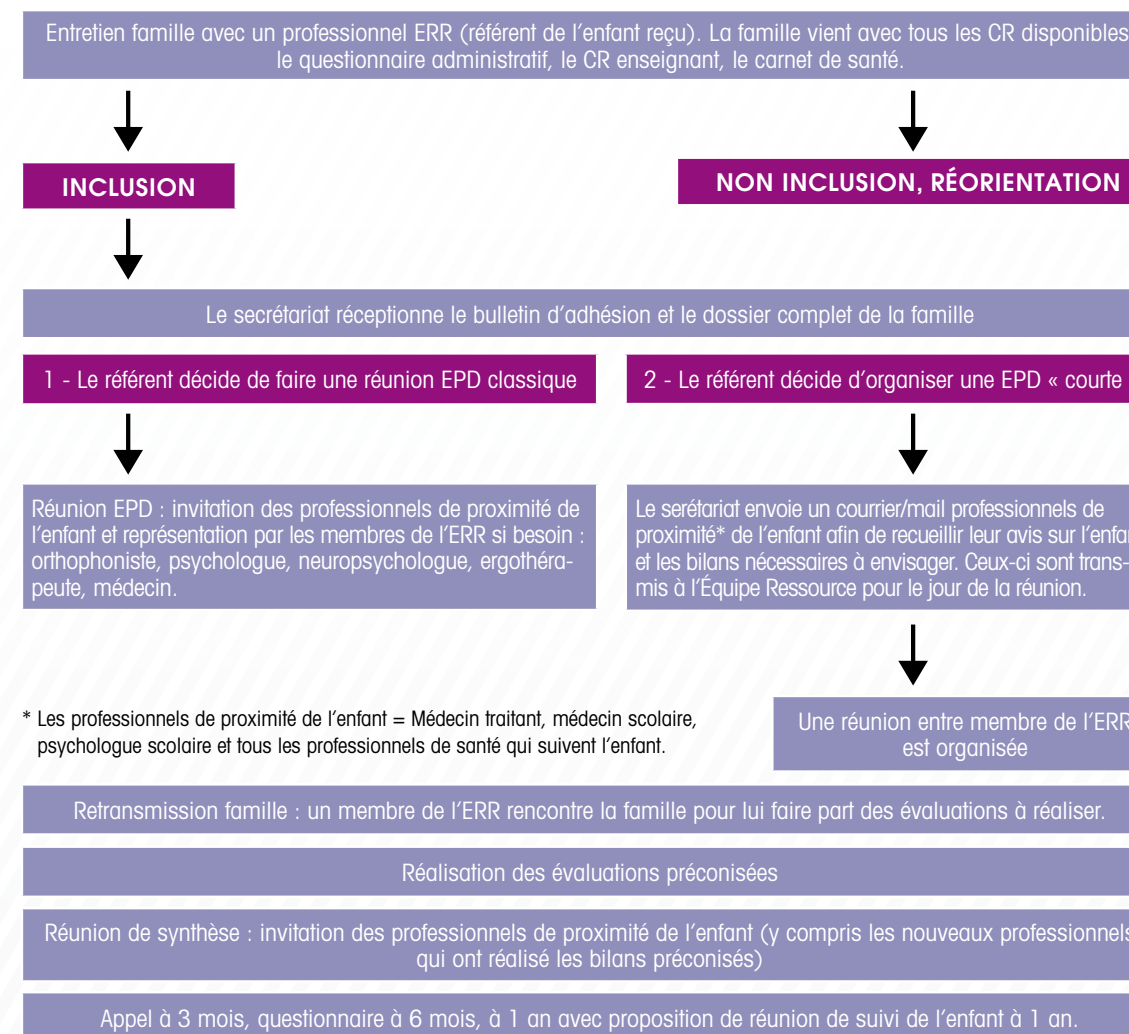 Entretien famille avec un professionnel ERR (référent de l'enfant reçu). La famille vient avec tous les CR disponibles
le questionnaire administratif, le CR enseignant, le carnet de santé.
INCLUSION
NON INCLUSION, RÉORIENTATION
Le secrétariat réceptionne le bulletin d'adhésion et le dossier complet de la famille
1 - Le référent décide de faire une réunion EPD classique
2 - Le référent décide d'organiser une EPD « courte
Réunion EPD : invitation des professionnels de proximité de
l'enfant et représentation par les membres de l'ERR si besoin :
orthophoniste, psychologue, neuropsychologue, ergothéra-
peute, médecin.
Le serétariat envoie un courrier/mail professionnels de
proximité* de l'enfant afin de recueillir leur avis sur
et les bilans nécessaires à envisager. Ceux-ci sont trans-
mis à l'Équipe Ressource pour le jour de la réunion.
Une réunion entre membre de l'ERR
est organisée
* Les professionnels de proximité de l'enfant = Médecin traitant, médecin scolaire,
psychologue scolaire et tous les professionnels de santé qui suivent l'enfant.
Retransmission famille : un membre de l'ERR rencontre la famille pour lui faire part des évaluations à réaliser.
Réalisation des évaluations préconisées
Réunion de synthèse : invitation des professionnels de proximité de l'enfant (y compris les nouveaux professionnels
qui ont réalisé les bilans préconisés)
Appel à 3 mois, questionnaire à 6 mois, à 1 an avec proposition de réunion de suivi de l'enfant à 1 an.